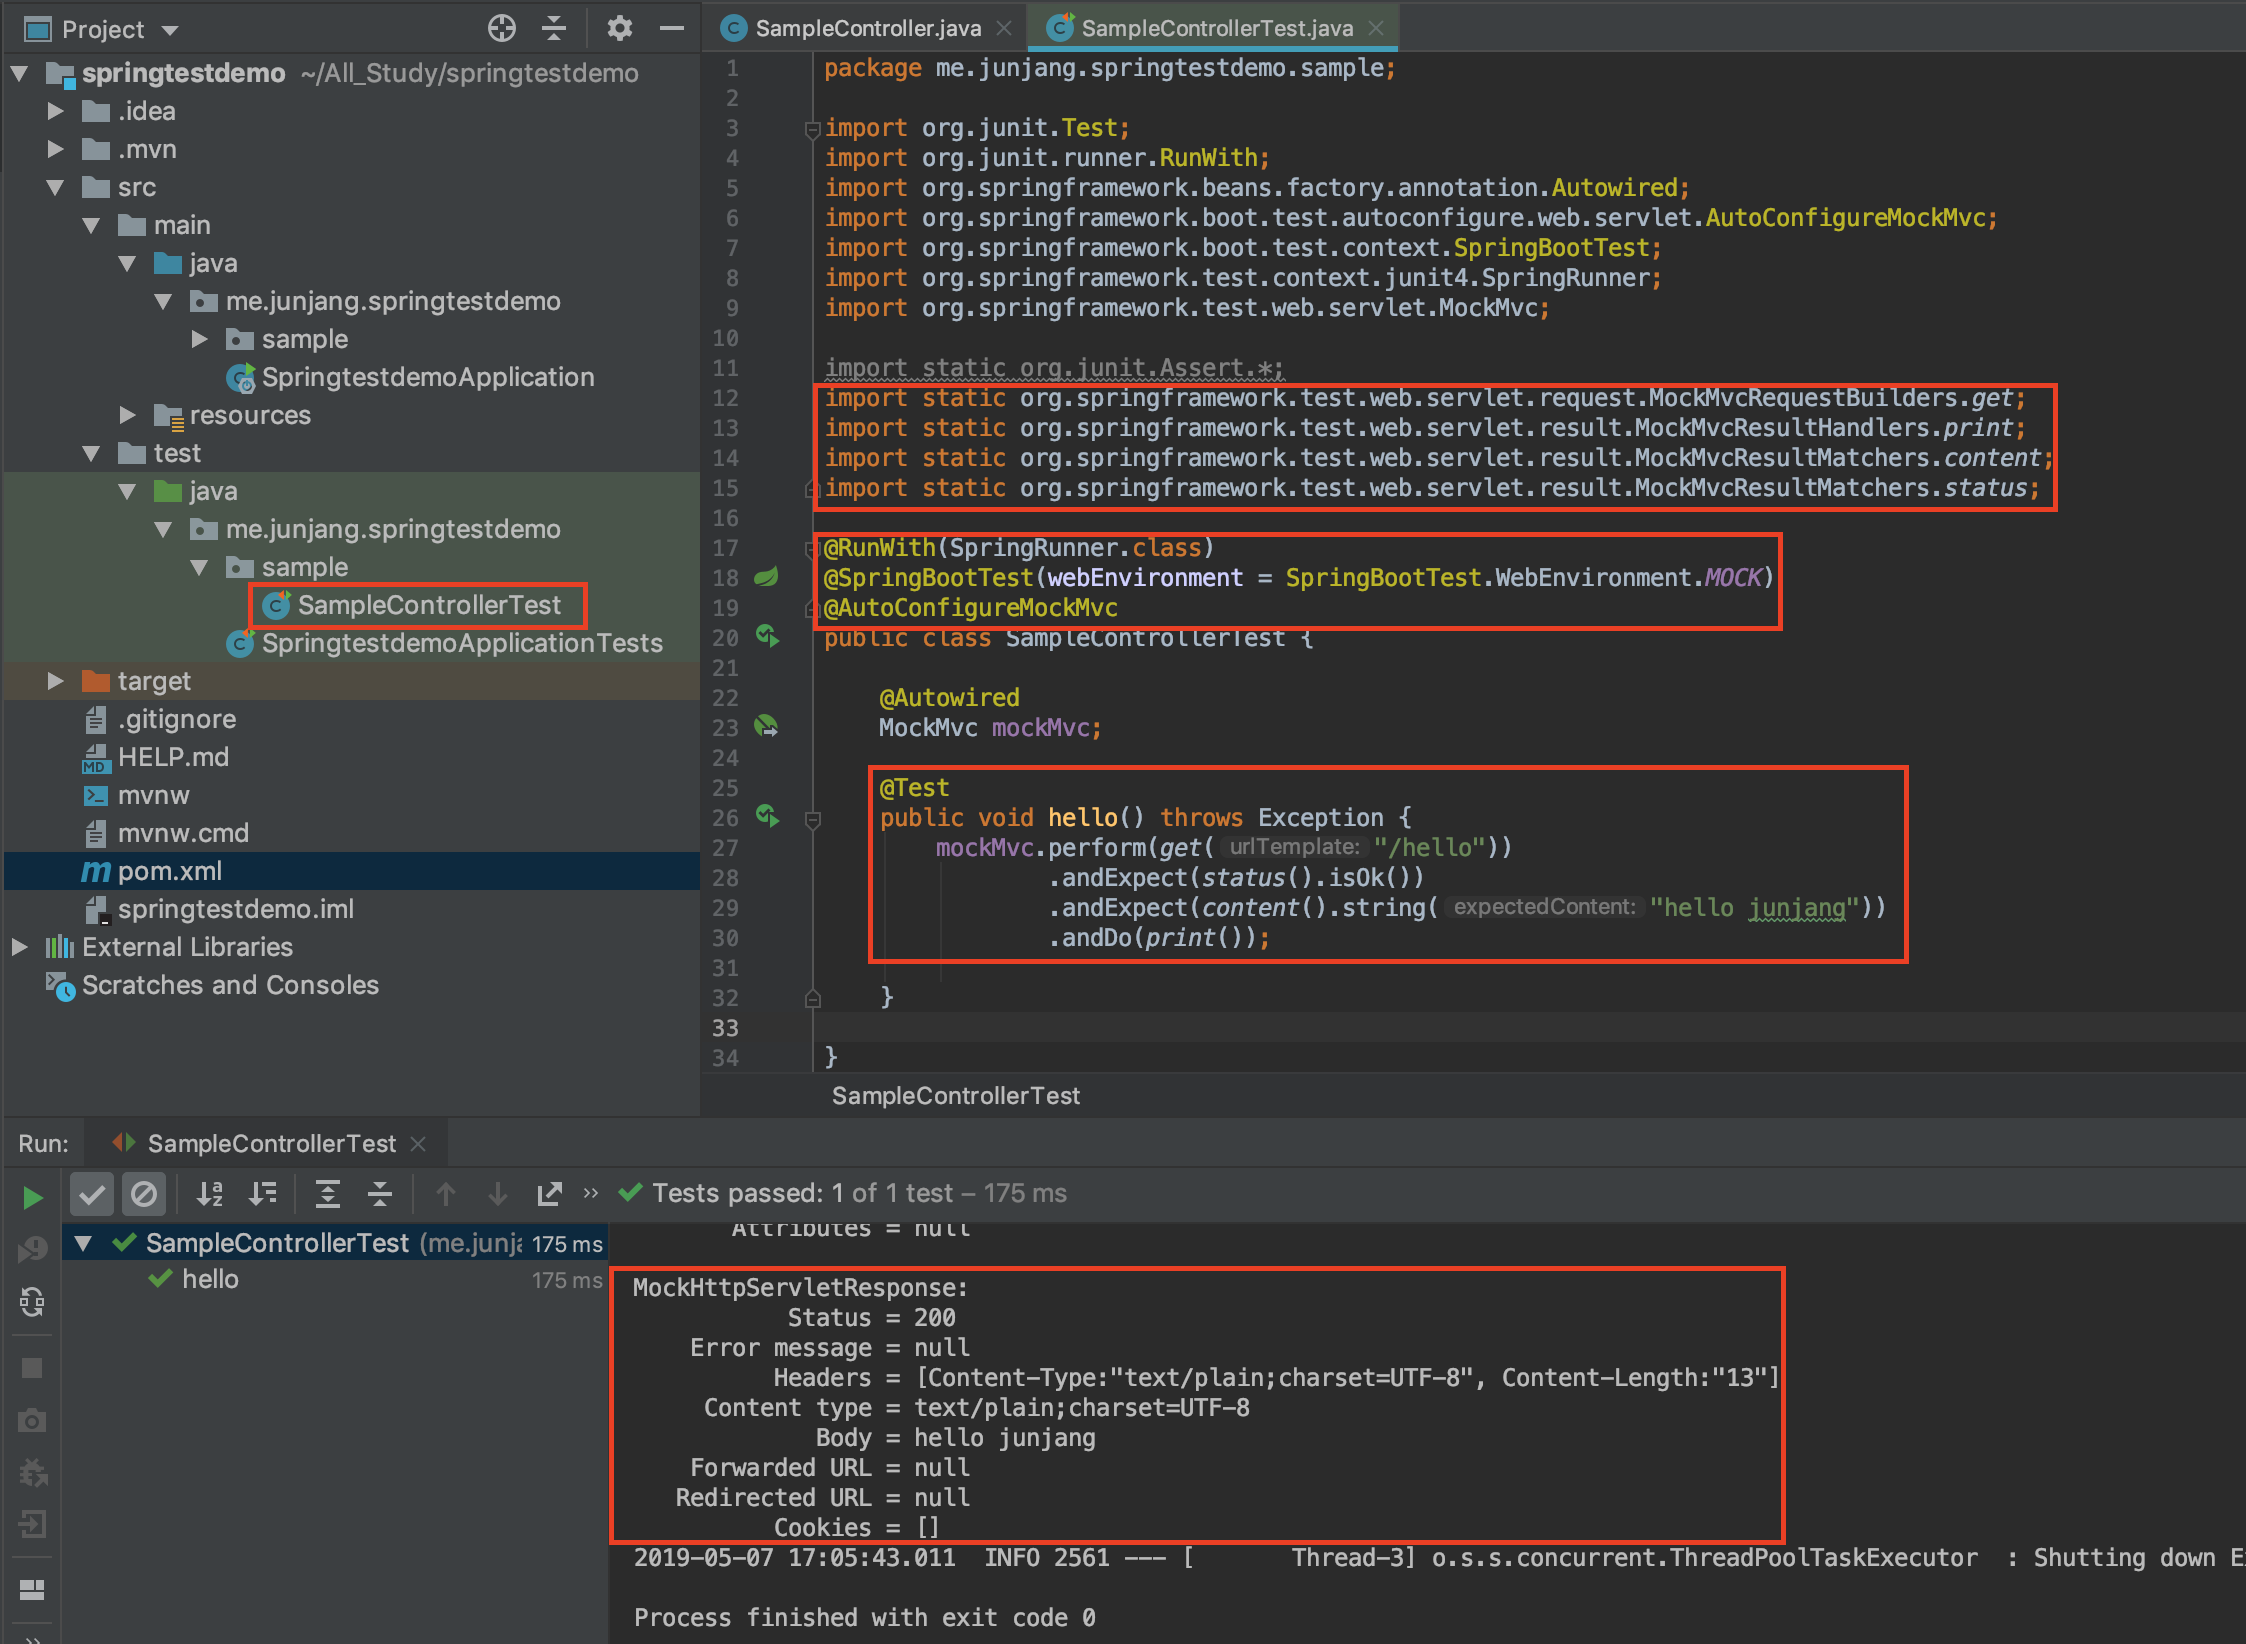 Project
springtestdemo ~/All_Study/springtestdemo
.idea
.mvn
src
main
java
me.junjang.springtestdemo
sample
SpringtestdemoApplication
resources
test
java
me.junjang.springtestdemo
sample
SampleControllerTest
SpringtestdemoApplicationTests
target
.gitignore
HELP.md
mvnw
mvnw.cmd
pom.xml
springtestdemo.iml
External Libraries
Scratches and Consoles
SampleController.java
SampleControllerTest.java
1 package me.junjang.springtestdemo.sample;
2
3 import org.junit.Test;
4 import org.junit.runner.RunWith;
5 import org.springframework.beans.factory.annotation.Autowired;
6 import org.springframework.boot.test.autoconfigure.web.servlet.AutoConfigureMockMvc;
7 import org.springframework.boot.test.context.SpringBootTest;
8 import org.springframework.test.context.junit4.SpringRunner;
9 import org.springframework.test.web.servlet.MockMvc;
10
11 import static org.junit.Assert.*;
12 import static org.springframework.test.web.servlet.request.MockMvcRequestBuilders.get;
13 import static org.springframework.test.web.servlet.result.MockMvcResultHandlers.print;
14 import static org.springframework.test.web.servlet.result.MockMvcResultMatchers.content;
15 import static org.springframework.test.web.servlet.result.MockMvcResultMatchers.status;
16
17 @RunWith(SpringRunner.class)
18 @SpringBootTest(webEnvironment = SpringBootTest.WebEnvironment.MOCK)
19 @AutoConfigureMockMvc
20 public class SampleControllerTest {
21
22 @Autowired
23 MockMvc mockMvc;
24
25 @Test
26 public void hello() throws Exception {
27 mockMvc.perform(get( urlTemplate: "/hello"))
28 .andExpect(status().isOk())
29 .andExpect(content().string( expectedContent: "hello junjang"))
30 .andDo(print());
31
32 }
33
34 }
SampleControllerTest
Run: SampleControllerTest
Tests passed: 1 of 1 test – 175 ms
SampleControllerTest (me.junja 175 ms
hello 175 ms
Attributes = null
MockHttpServletResponse:
Status = 200
Error message = null
Headers = [Content-Type:"text/plain;charset=UTF-8", Content-Length:"13"]
Content type = text/plain;charset=UTF-8
Body = hello junjang
Forwarded URL = null
Redirected URL = null
Cookies = []
2019-05-07 17:05:43.011 INFO 2561 --- [ Thread-3] o.s.s.concurrent.ThreadPoolTaskExecutor : Shutting down E
Process finished with exit code 0